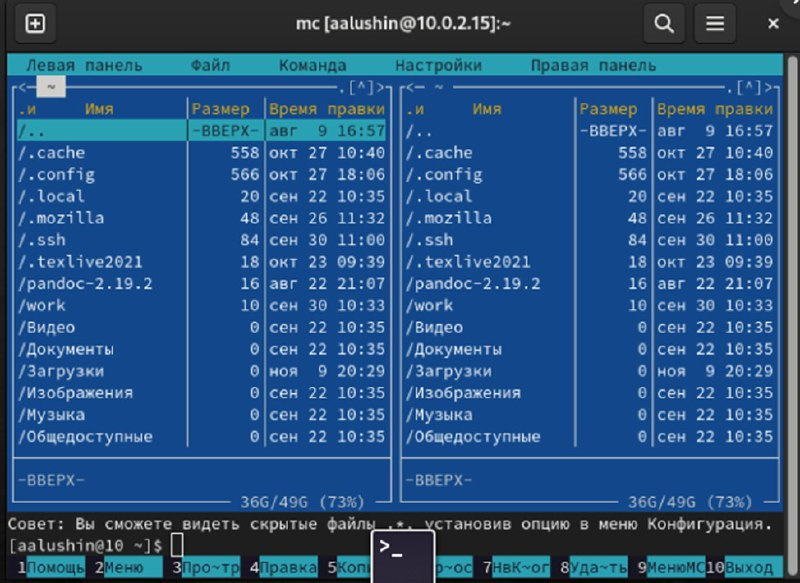 mc [aalushin@10.0.2.15]:~
Левая панель Файл Команда Настройки Правая панель
<─ ~ ─.[^]>┐ <─ ~ ─.[^]>┐
.и Имя Размер Время правки .и Имя Размер Время правки
/.. -ВВЕРХ- авг 9 16:57 /.. -ВВЕРХ- авг 9 16:57
/.cache 558 окт 27 10:40 /.cache 558 окт 27 10:40
/.config 566 окт 27 18:06 /.config 566 окт 27 18:06
/.local 20 сен 22 10:35 /.local 20 сен 22 10:35
/.mozilla 48 сен 26 11:32 /.mozilla 48 сен 26 11:32
/.ssh 84 сен 30 11:00 /.ssh 84 сен 30 11:00
/.texlive2021 18 окт 23 09:39 /.texlive2021 18 окт 23 09:39
/pandoc-2.19.2 16 авг 22 21:07 /pandoc-2.19.2 16 авг 22 21:07
/work 10 сен 30 10:33 /work 10 сен 30 10:33
/Видео 0 сен 22 10:35 /Видео 0 сен 22 10:35
/Документы 0 сен 22 10:35 /Документы 0 сен 22 10:35
/Загрузки 0 ноя 9 20:29 /Загрузки 0 ноя 9 20:29
/Изображения 0 сен 22 10:35 /Изображения 0 сен 22 10:35
/Музыка 0 сен 22 10:35 /Музыка 0 сен 22 10:35
/Общедоступные 0 сен 22 10:35 /Общедоступные 0 сен 22 10:35
-ВВЕРХ- -ВВЕРХ-
36G/49G (73%) 36G/49G (73%)
Совет: Вы сможете видеть скрытые файлы .*, установив опцию в меню Конфигурация.
[aalushin@10 ~]$
1Помощь 2Меню 3Про~тр 4Правка 5Копи р~ос 7НвК~ог 8Уда~ть 9МенюМС 10Выход